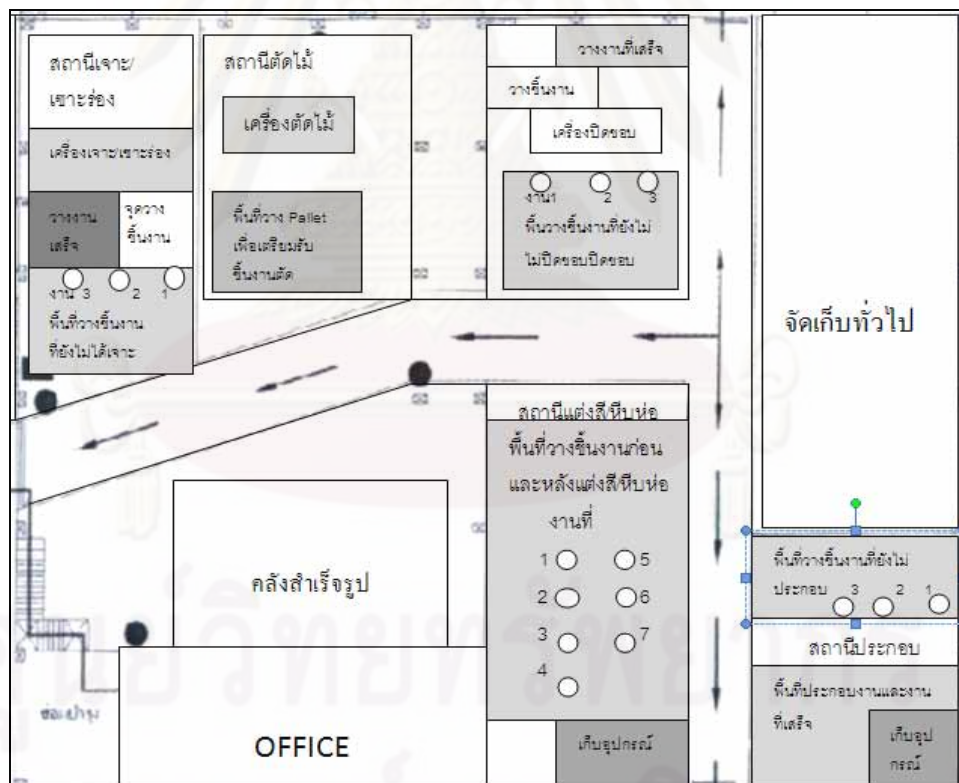 สถานีเจาะ/
เซาะร่อง
เครื่องเจาะ/เซาะร่อง
วางงาน
เสร็จ
จุดวาง
ชิ้นงาน
งาน 3 2 1
พื้นที่วางชิ้นงาน
ที่ยังไม่ได้เจาะ
สถานีตัดไม้
เครื่องตัดไม้
พื้นที่วาง Pallet
เพื่อเตรียมรับ
ชิ้นงานตัด
วางงานที่เสร็จ
วางชิ้นงาน
เครื่องปิดขอบ
งาน1 2 3
พื้นวางชิ้นงานที่ยังไม่
ไม่ปิดขอบปิดขอบ
จัดเก็บทั่วไป
สถานีแต่งสี/หีบห่อ
พื้นที่วางชิ้นงานก่อน
และหลังแต่งสี/หีบห่อ
งานที่
1 5
2 6
3 7
4
เก็บอุปกรณ์
คลังสำเร็จรูป
OFFICE
พื้นที่วางชิ้นงานที่ยังไม่
ประกอบ 3 2 1
สถานีประกอบ
พื้นที่ประกอบงานและงาน
ที่เสร็จ
เก็บอุป
กรณ์
ศูนย์วิทยทรัพยากร